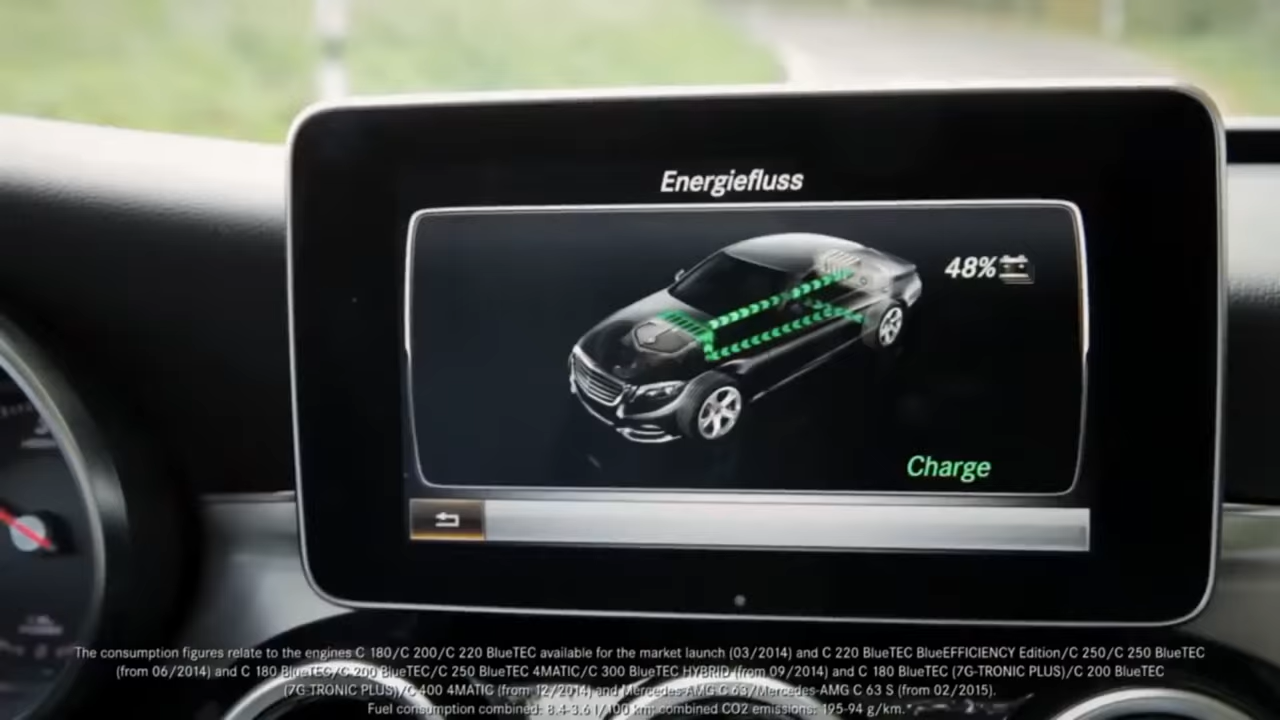 Energiefluss
48%
Charge
The consumption figures relate to the engines C 180/C 200/C 220 BlueTEC available for the market launch (03/2014) and C 220 BlueTEC BlueEFFICIENCY Edition/C 250/C 250 BlueTEC
(from 06/2014) and C 180 BlueTEC/C 200 BlueTEC/C 250 BlueTEC 4MATIC/C 300 BlueTEC HYBRID (from 09/2014) and C 180 BlueTEC (7G-TRONIC PLUS)/C 200 BlueTEC
(7G-TRONIC PLUS)/C 400 4MATIC (from 12/2014) and Mercedes-AMG C 63/Mercedes-AMG C 63 S (from 02/2015).
Fuel consumption combined: 8.4-3.6 l/100 km; combined CO2 emissions: 195-94 g/km.*